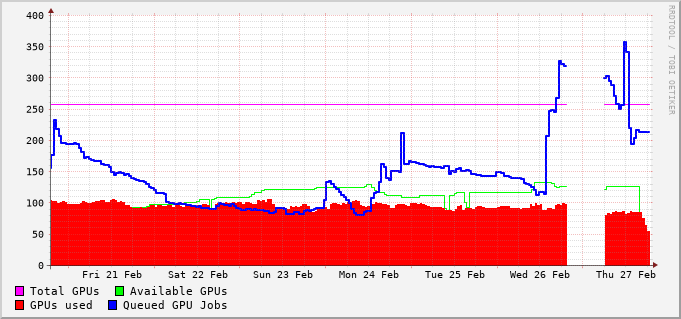 400
350
300
250
200
150
100
50
0
Fri 21 Feb Sat 22 Feb Sun 23 Feb Mon 24 Feb Tue 25 Feb Wed 26 Feb Thu 27 Feb
Total GPUs Available GPUs
GPUs used Queued GPU Jobs
RRDTOOL / TOBI OETIKER